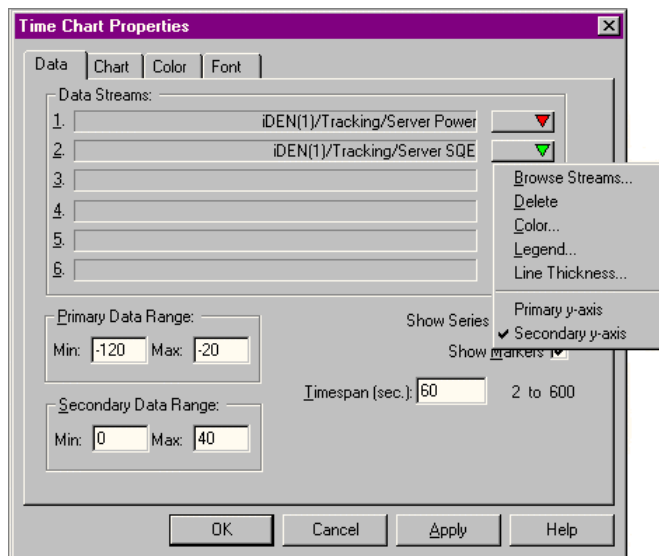 Time Chart Properties
Data Chart Color Font
Data Streams:
1. iDEN(1)/Tracking/Server Power
2. iDEN(1)/Tracking/Server SQE
3.
4.
5.
6.
Browse Streams...
Delete
Color...
Legend...
Line Thickness...
Primary y-axis
Secondary y-axis
Primary Data Range:
Min: -120 Max: -20
Show Series
Show Markers
Timespan (sec.): 60 2 to 600
Secondary Data Range:
Min: 0 Max: 40
OK Cancel Apply Help